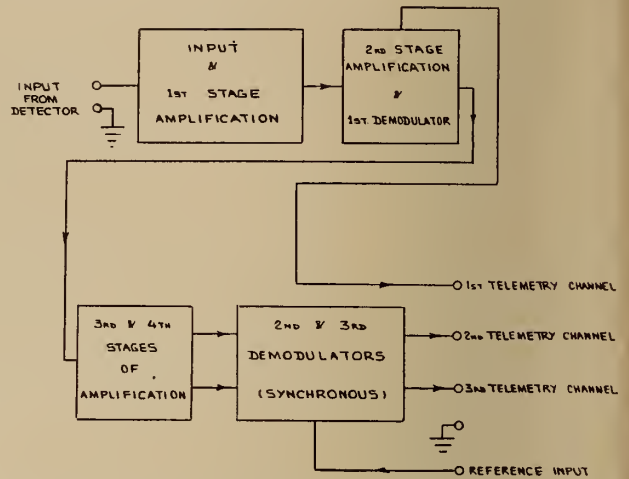 INPUT
FROM
DETECTOR
INPUT
&
1ST STAGE
AMPLIFICATION
2ND STAGE
AMPLIFICATION
&
1ST. DEMODULATOR
1ST TELEMETRY CHANNEL
3RD & 4TH
STAGES
OF
AMPLIFICATION
2ND & 3RD
DEMODULATORS
(SYNCHRONOUS)
2ND TELEMETRY CHANNEL
3RD TELEMETRY CHANNEL
REFERENCE INPUT